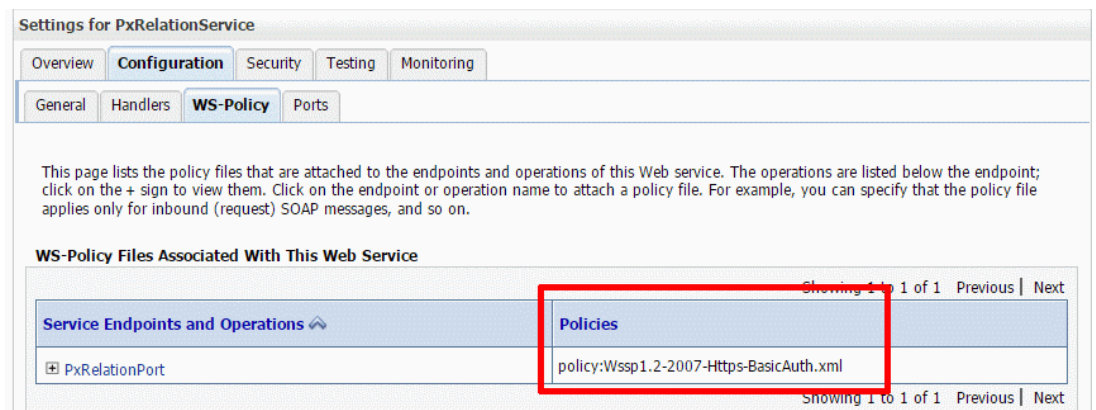 Settings for PxRelationService
Overview Configuration Security Testing Monitoring
General Handlers WS-Policy Ports
This page lists the policy files that are attached to the endpoints and operations of this Web service. The operations are listed below the endpoint;
click on the + sign to view them. Click on the endpoint or operation name to attach a policy file. For example, you can specify that the policy file
applies only for inbound (request) SOAP messages, and so on.
WS-Policy Files Associated With This Web Service
Showing 1 to 1 of 1 Previous | Next
Service Endpoints and Operations Policies
PxRelationPort policy:Wssp1.2-2007-Https-BasicAuth.xml
Showing 1 to 1 of 1 Previous | Next